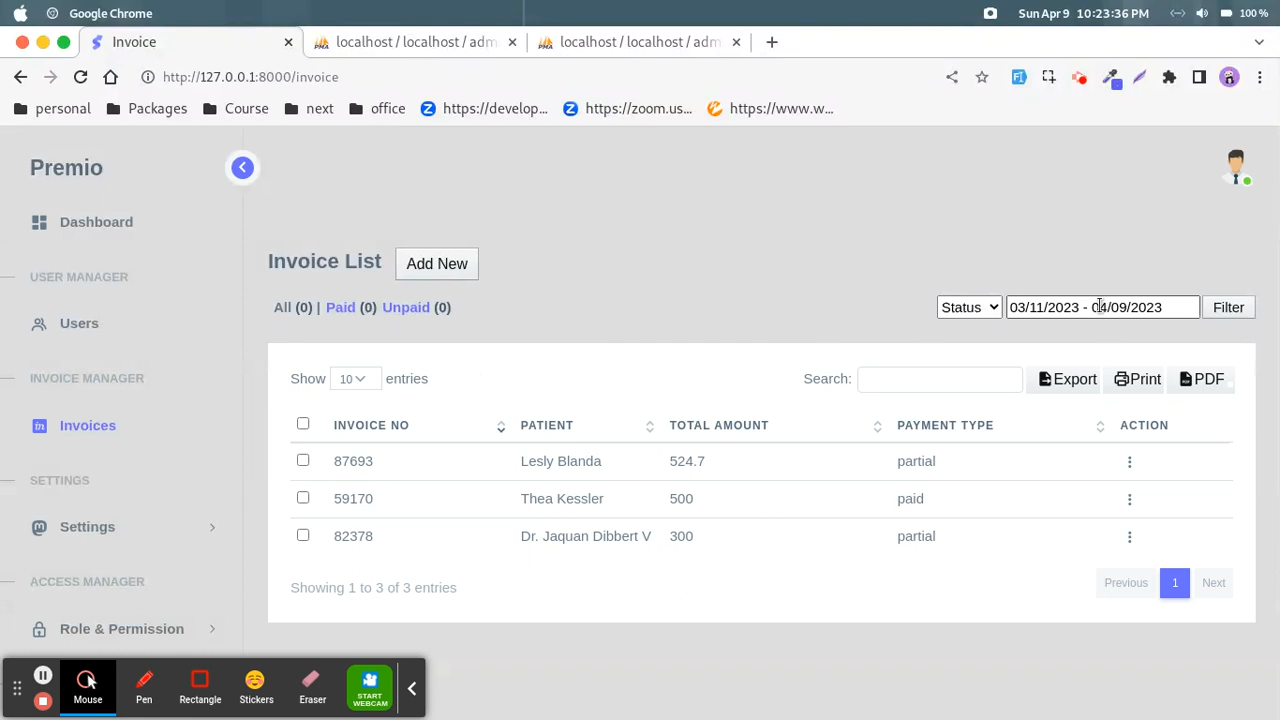 Google Chrome Sun Apr 9 10:23:36 PM 100 %
Invoice localhost / localhost / adm localhost / localhost / adm
http://127.0.0.1:8000/invoice
personal Packages Course next office https://develop... https://zoom.us... https://www.w...
Premio
Dashboard
USER MANAGER
Users
INVOICE MANAGER
Invoices
SETTINGS
Settings
ACCESS MANAGER
Role & Permission
Invoice List Add New
All (0) | Paid (0) Unpaid (0) Status 03/11/2023 - 04/09/2023 Filter
Show 10 entries Search: Export Print PDF
INVOICE NO PATIENT TOTAL AMOUNT PAYMENT TYPE ACTION
87693 Lesly Blanda 524.7 partial
59170 Thea Kessler 500 paid
82378 Dr. Jaquan Dibbert V 300 partial
Showing 1 to 3 of 3 entries Previous 1 Next
Mouse Pen Rectangle Stickers Eraser START WEBCAM